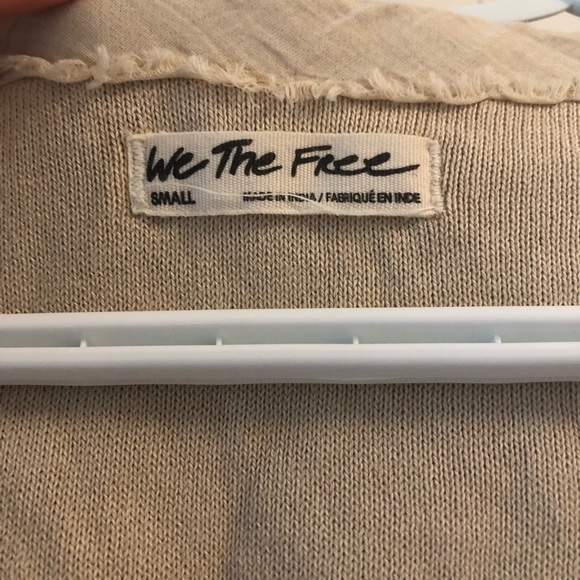 We The Free
SMALL MADE IN INDIA / FABRIQUÉ EN INDE